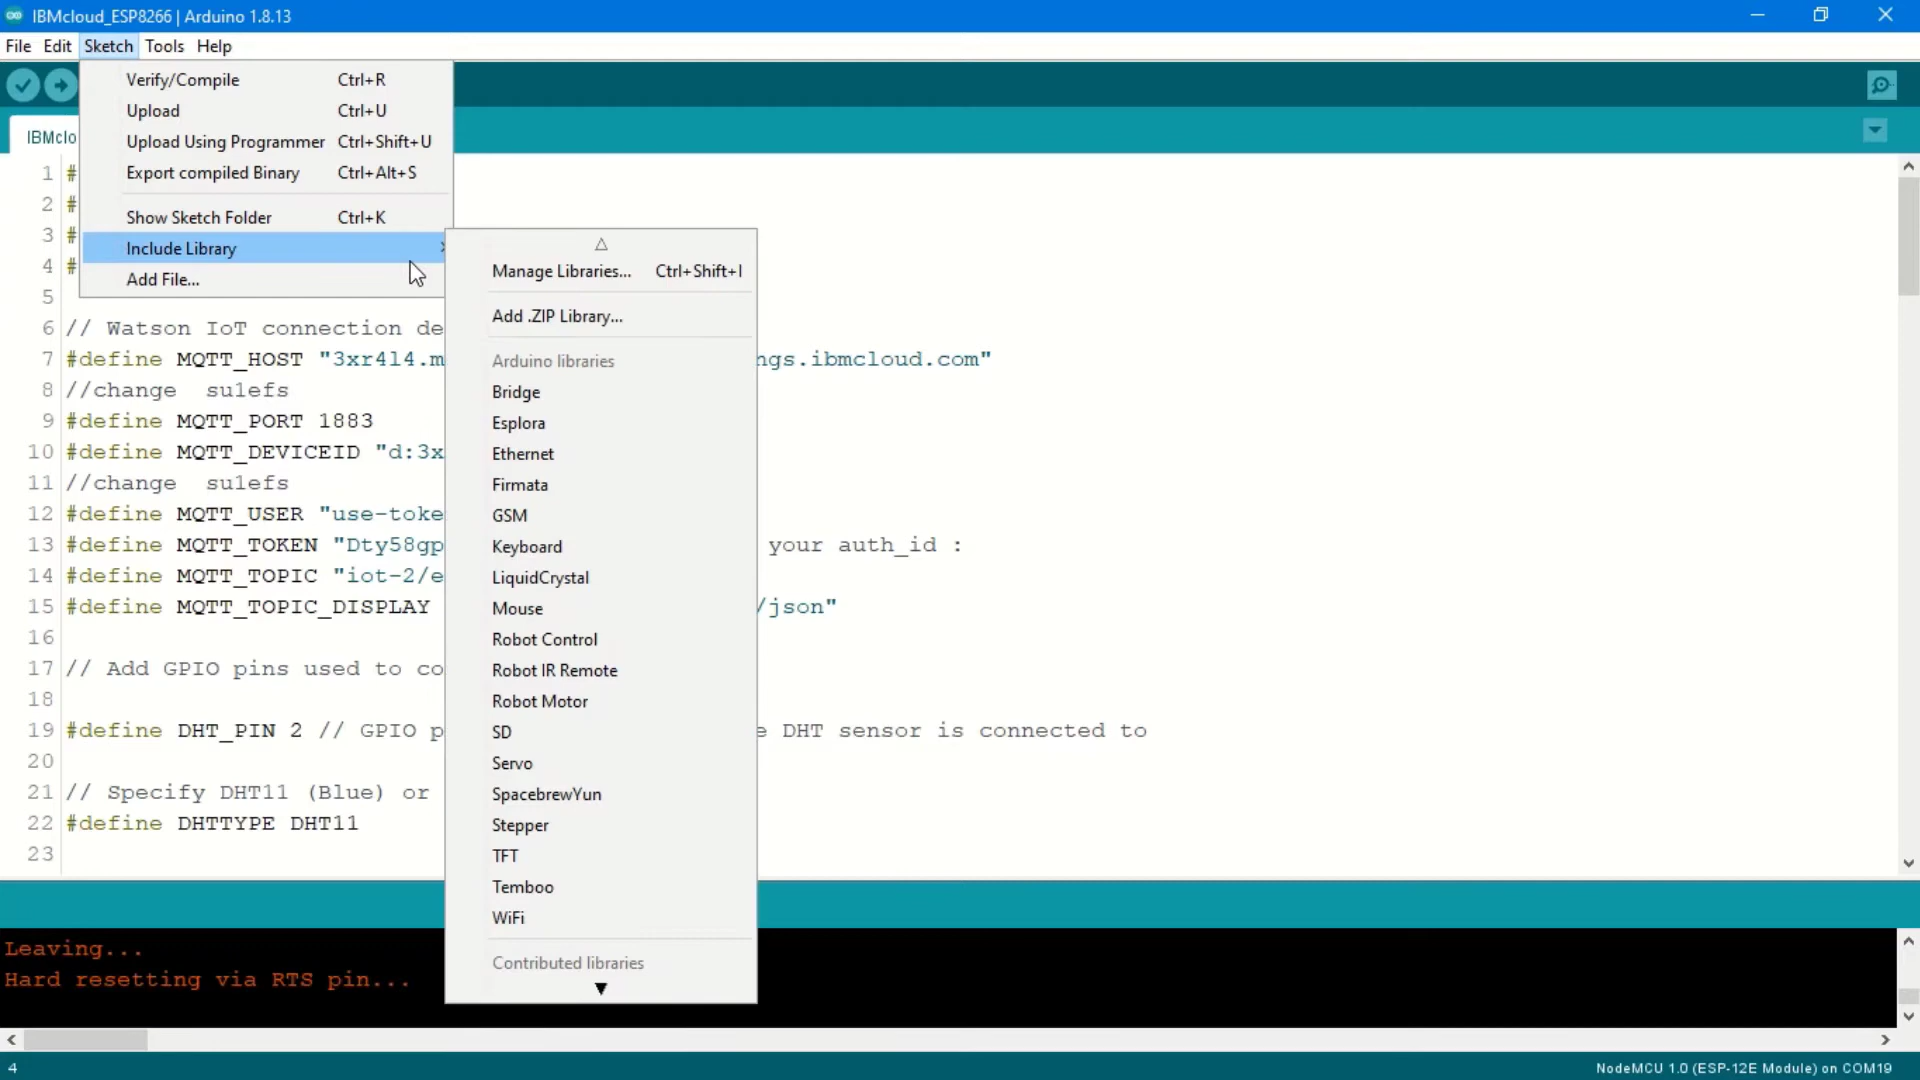 IBMcloud_ESP8266 | Arduino 1.8.13
File Edit Sketch Tools Help
Verify/Compile Ctrl+R
Upload Ctrl+U
Upload Using Programmer Ctrl+Shift+U
Export compiled Binary Ctrl+Alt+S
Show Sketch Folder Ctrl+K
Include Library
Add File...
Manage Libraries... Ctrl+Shift+I
Add .ZIP Library...
Arduino libraries
Bridge
Esplora
Ethernet
Firmata
GSM
Keyboard
LiquidCrystal
Mouse
Robot Control
Robot IR Remote
Robot Motor
SD
Servo
SpacebrewYun
Stepper
TFT
Temboo
WiFi
Contributed libraries
IBMclo
1 #
2 #
3 #
4 #
5
6 // Watson IoT connection de
7 #define MQTT_HOST "3xr4l4.m ngs.ibmcloud.com"
8 //change su1efs
9 #define MQTT_PORT 1883
10 #define MQTT_DEVICEID "d:3x
11 //change su1efs
12 #define MQTT_USER "use-toke
13 #define MQTT_TOKEN "Dty58gp your auth_id :
14 #define MQTT_TOPIC "iot-2/e
15 #define MQTT_TOPIC_DISPLAY /json"
16
17 // Add GPIO pins used to co
18
19 #define DHT_PIN 2 // GPIO p e DHT sensor is connected to
20
21 // Specify DHT11 (Blue) or
22 #define DHTTYPE DHT11
23
Leaving...
Hard resetting via RTS pin...
4 NodeMCU 1.0 (ESP-12E Module) on COM19